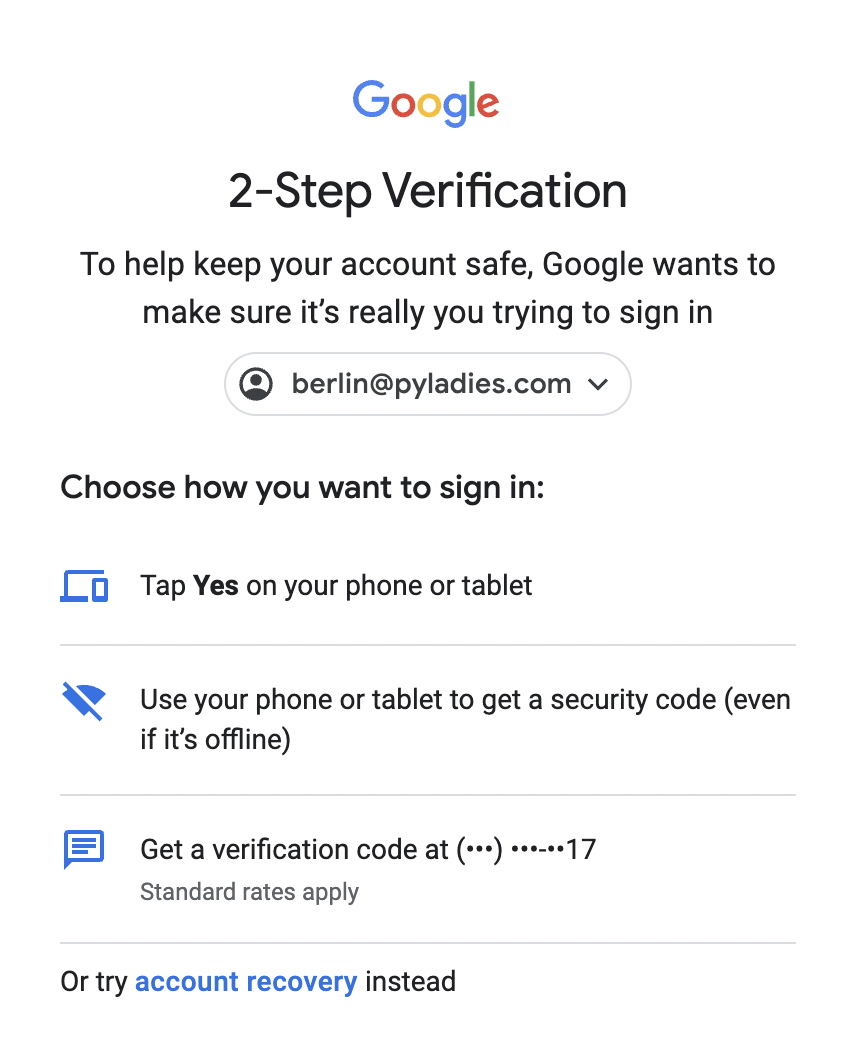 Google
2-Step Verification
To help keep your account safe, Google wants to
make sure it’s really you trying to sign in
berlin@pyladies.com
Choose how you want to sign in:
Tap Yes on your phone or tablet
Use your phone or tablet to get a security code (even
if it’s offline)
Get a verification code at (•••) •••-••17
Standard rates apply
Or try account recovery instead